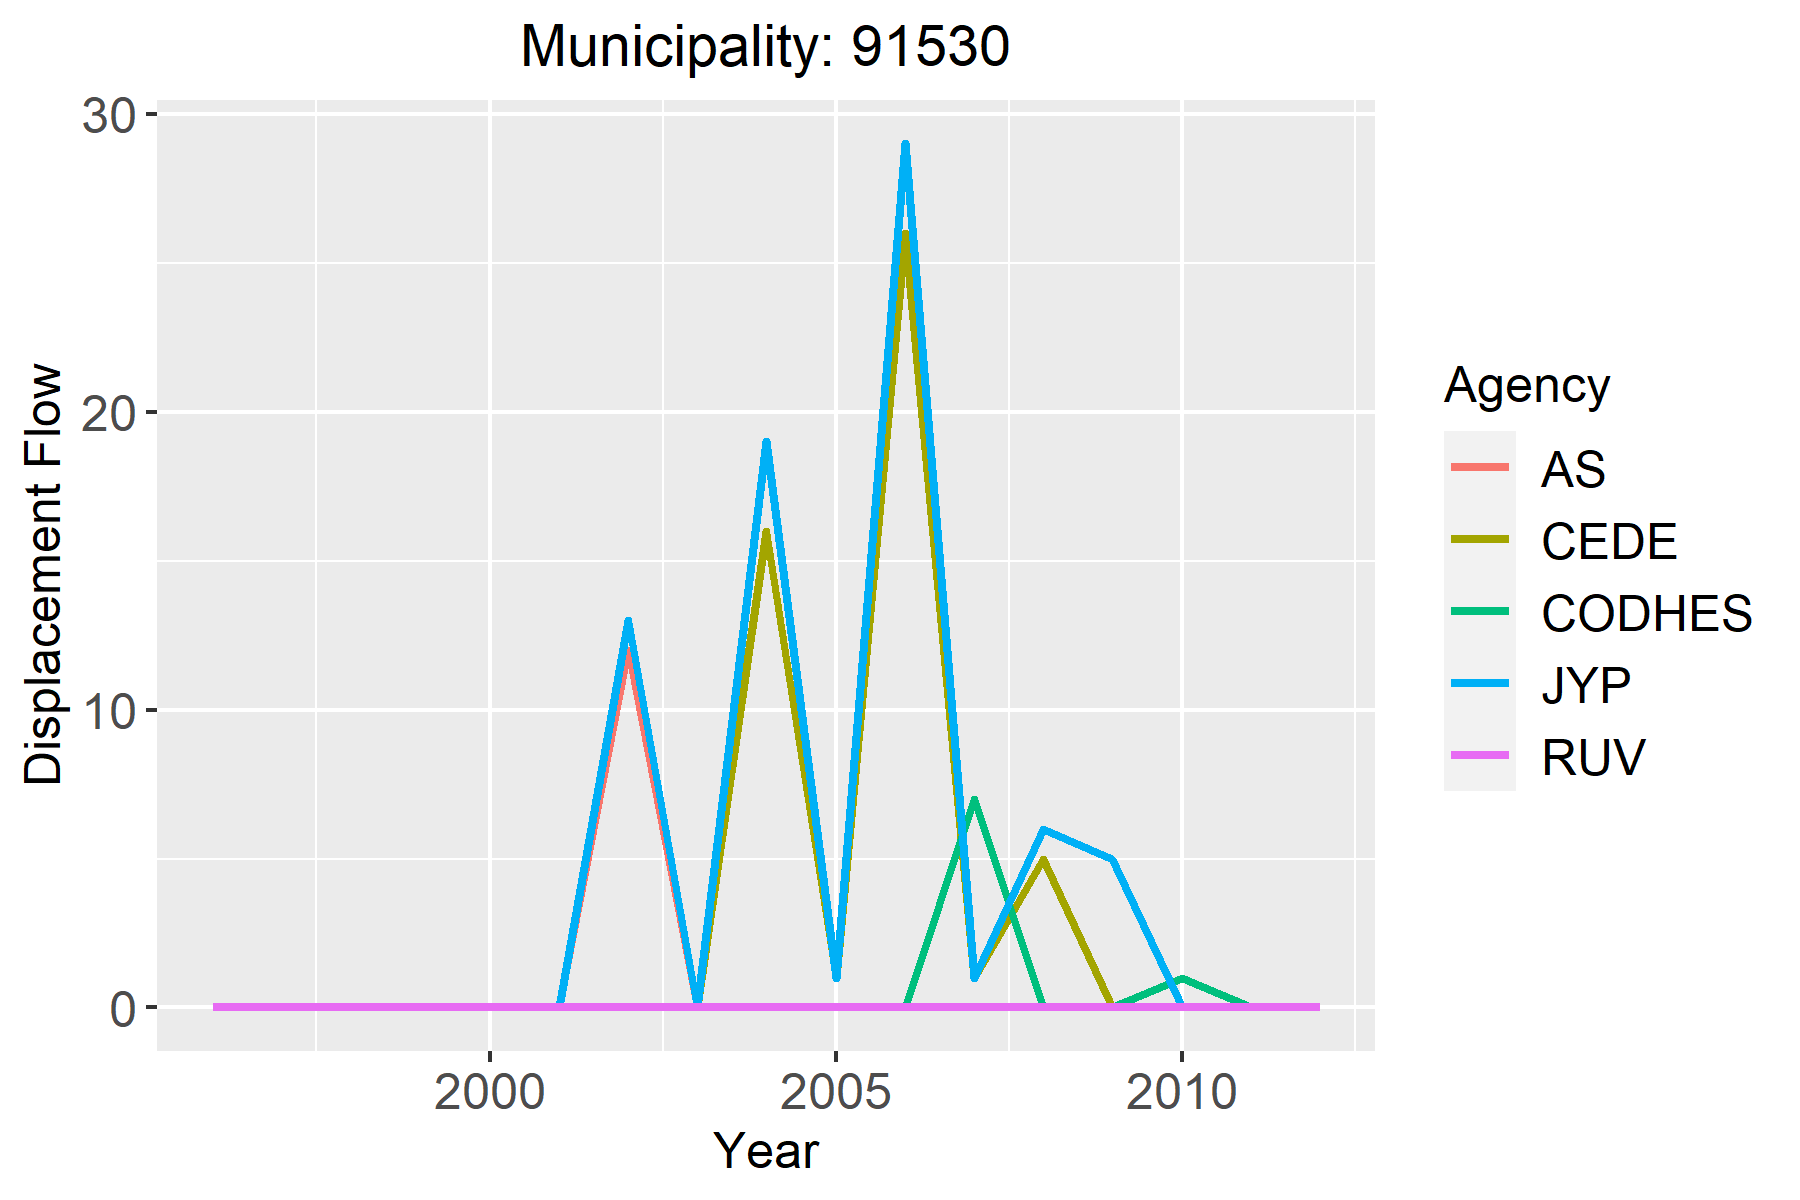 Municipality: 91530
30
20
10
0
Displacement Flow
2000
2005
2010
Year
Agency
AS
CEDE
CODHES
JYP
RUV